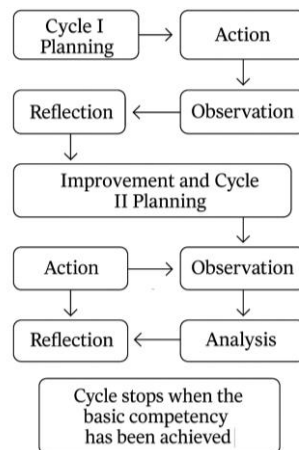 Cycle I
Planning
Action
Reflection
Observation
Improvement and Cycle
II Planning
Action
Observation
Reflection
Analysis
Cycle stops when the
basic competency
has been achieved